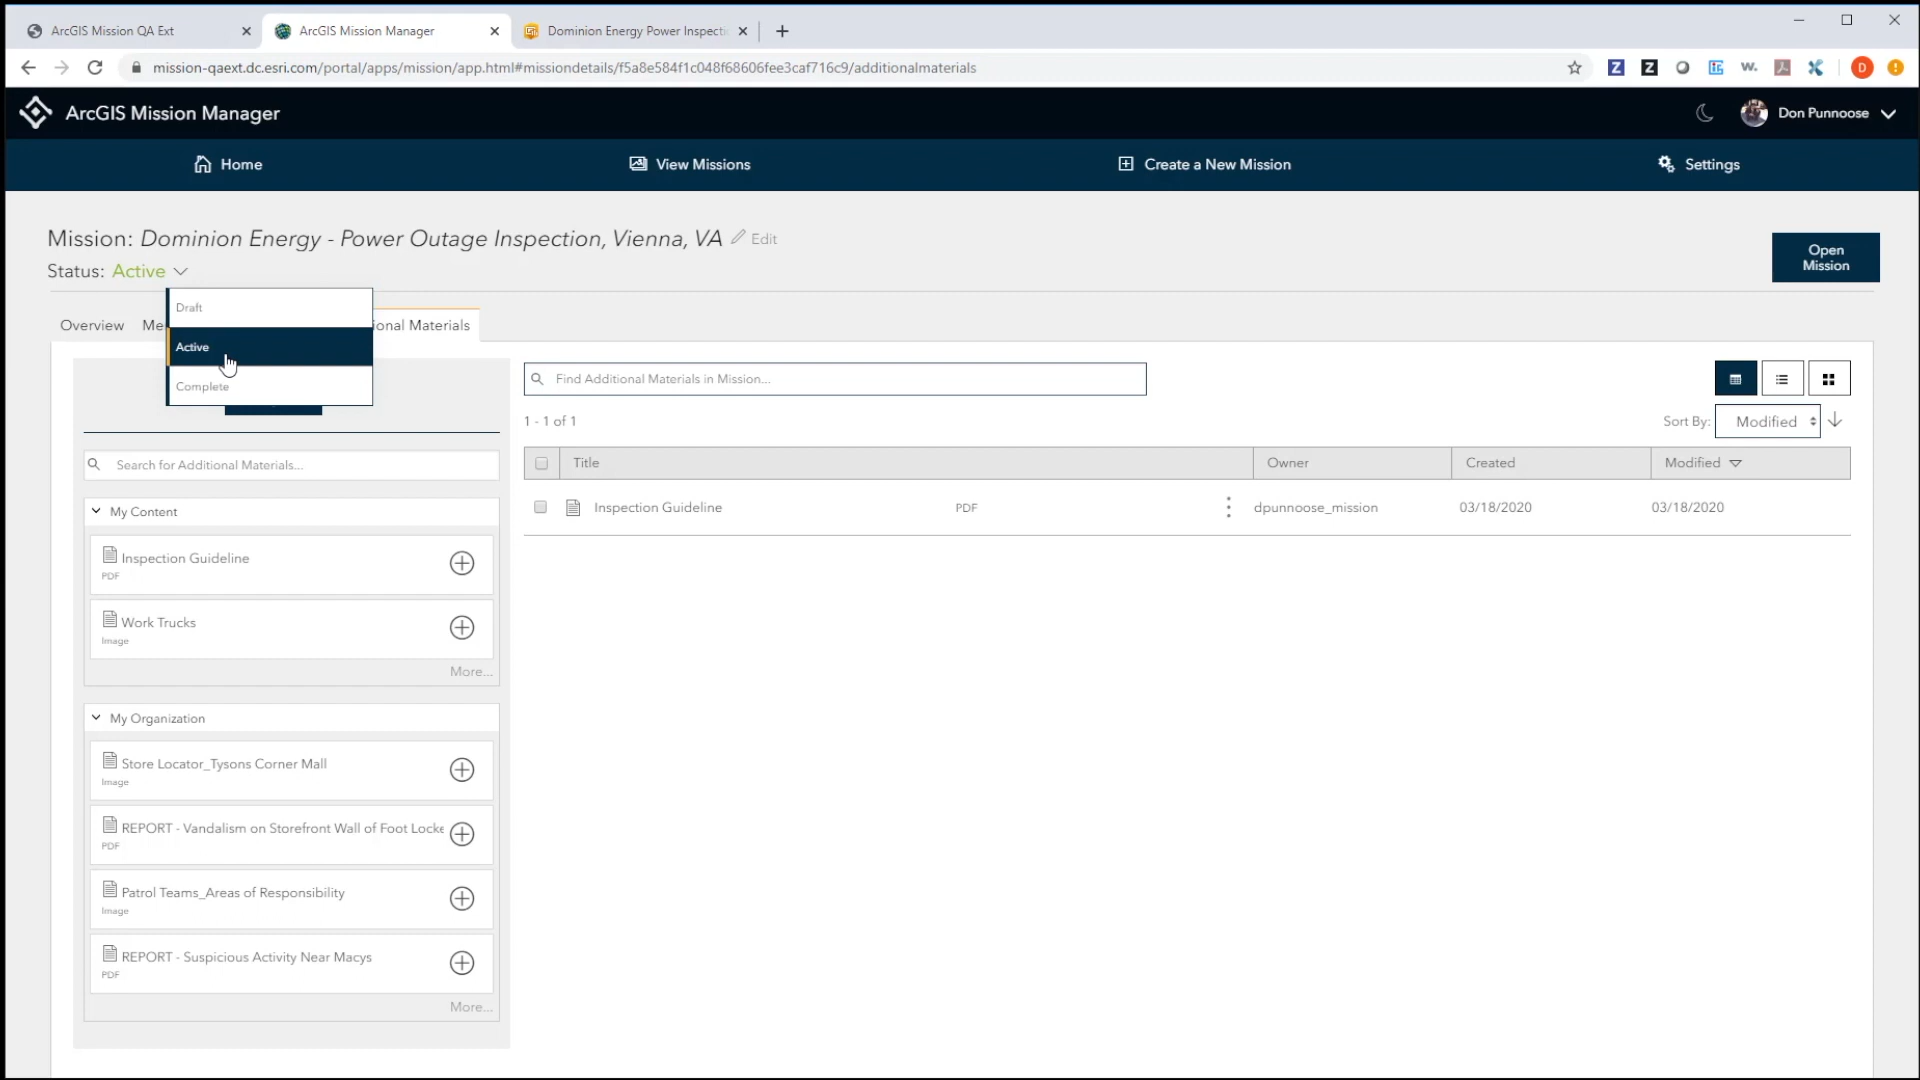 ArcGIS Mission QA Ext
ArcGIS Mission Manager
Dominion Energy Power Inspecti
mission-qaext.dc.esri.com/portal/apps/mission/app.html#missiondetails/f5a8e584f1c048f68606fee3caf716c9/additionalmaterials
Z Z w. D
ArcGIS Mission Manager
Don Punnoose
Home
View Missions
Create a New Mission
Settings
Mission: Dominion Energy - Power Outage Inspection, Vienna, VA Edit
Open
Mission
Status: Active
Draft
Active
Complete
Overview Me ional Materials
Find Additional Materials in Mission...
1 - 1 of 1
Sort By: Modified
Title Owner Created Modified
Inspection Guideline PDF dpunnoose_mission 03/18/2020 03/18/2020
Search for Additional Materials...
My Content
Inspection Guideline
PDF
Work Trucks
Image
More...
My Organization
Store Locator_Tysons Corner Mall
Image
REPORT - Vandalism on Storefront Wall of Foot Locke
PDF
Patrol Teams_Areas of Responsibility
Image
REPORT - Suspicious Activity Near Macys
PDF
More...